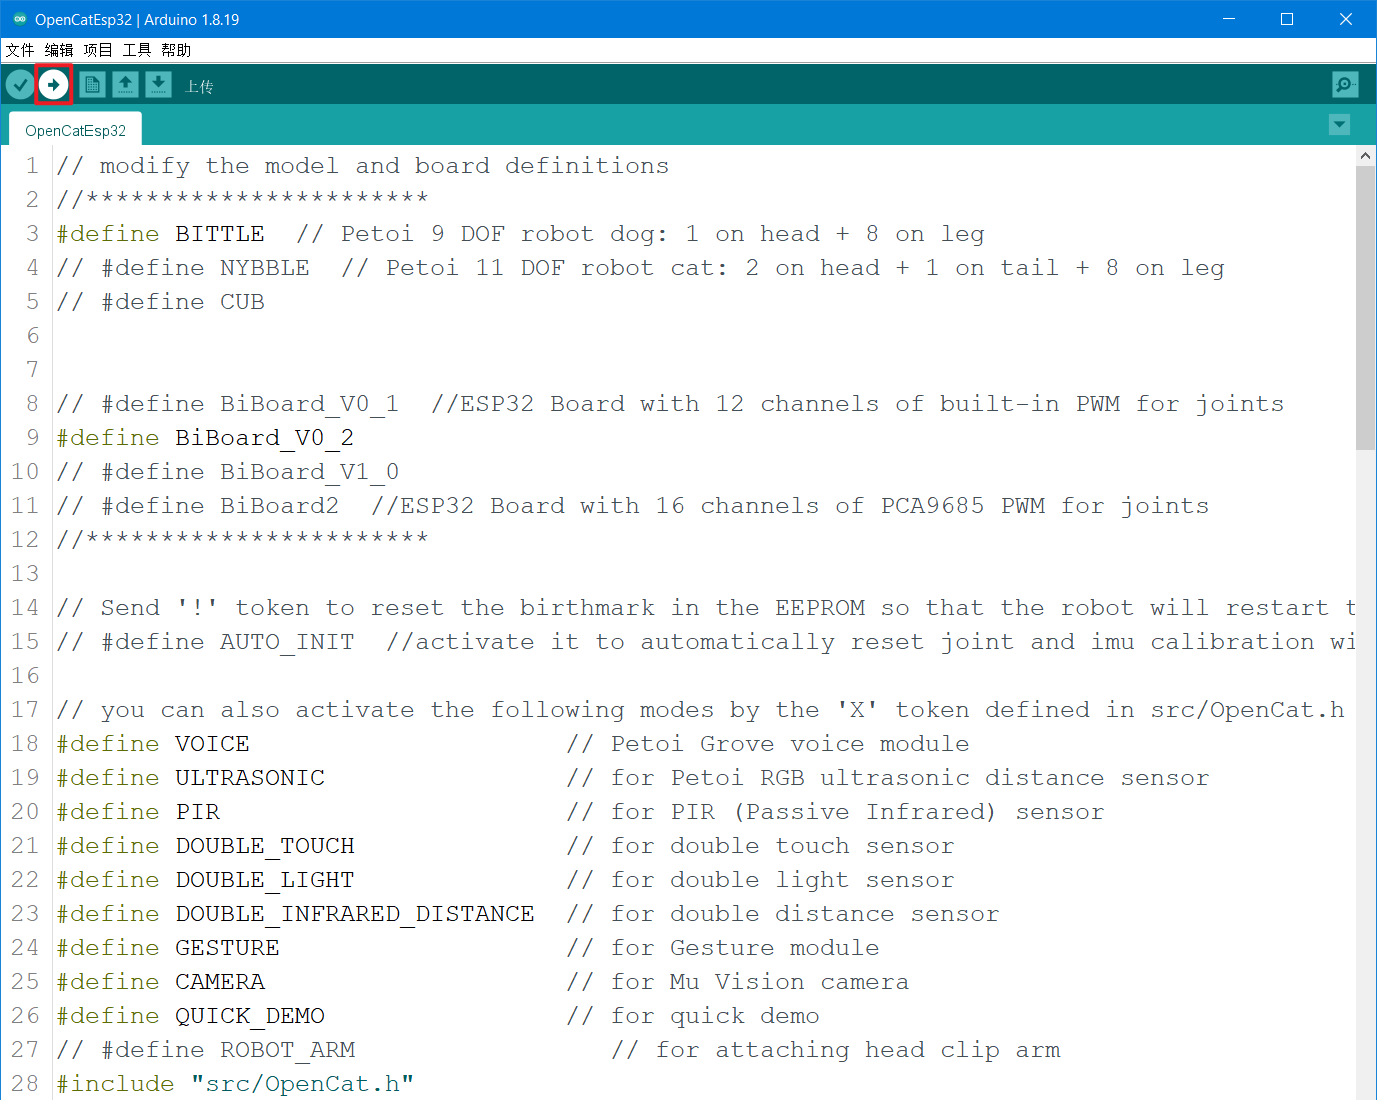 OpenCatEsp32 | Arduino 1.8.19
文件 编辑 项目 工具 帮助
上传
OpenCatEsp32
1 // modify the model and board definitions
2 //***********************
3 #define BITTLE  // Petoi 9 DOF robot dog: 1 on head + 8 on leg
4 // #define NYBBLE  // Petoi 11 DOF robot cat: 2 on head + 1 on tail + 8 on leg
5 // #define CUB
6
7
8 // #define BiBoard_V0_1  //ESP32 Board with 12 channels of built-in PWM for joints
9 #define BiBoard_V0_2
10 // #define BiBoard_V1_0
11 // #define BiBoard2  //ESP32 Board with 16 channels of PCA9685 PWM for joints
12 //***********************
13
14 // Send '!' token to reset the birthmark in the EEPROM so that the robot will restart t
15 // #define AUTO_INIT  //activate it to automatically reset joint and imu calibration wi
16
17 // you can also activate the following modes by the 'X' token defined in src/OpenCat.h
18 #define VOICE                     // Petoi Grove voice module
19 #define ULTRASONIC                // for Petoi RGB ultrasonic distance sensor
20 #define PIR                       // for PIR (Passive Infrared) sensor
21 #define DOUBLE_TOUCH              // for double touch sensor
22 #define DOUBLE_LIGHT              // for double light sensor
23 #define DOUBLE_INFRARED_DISTANCE  // for double distance sensor
24 #define GESTURE                   // for Gesture module
25 #define CAMERA                    // for Mu Vision camera
26 #define QUICK_DEMO                // for quick demo
27 // #define ROBOT_ARM                 // for attaching head clip arm
28 #include "src/OpenCat.h"